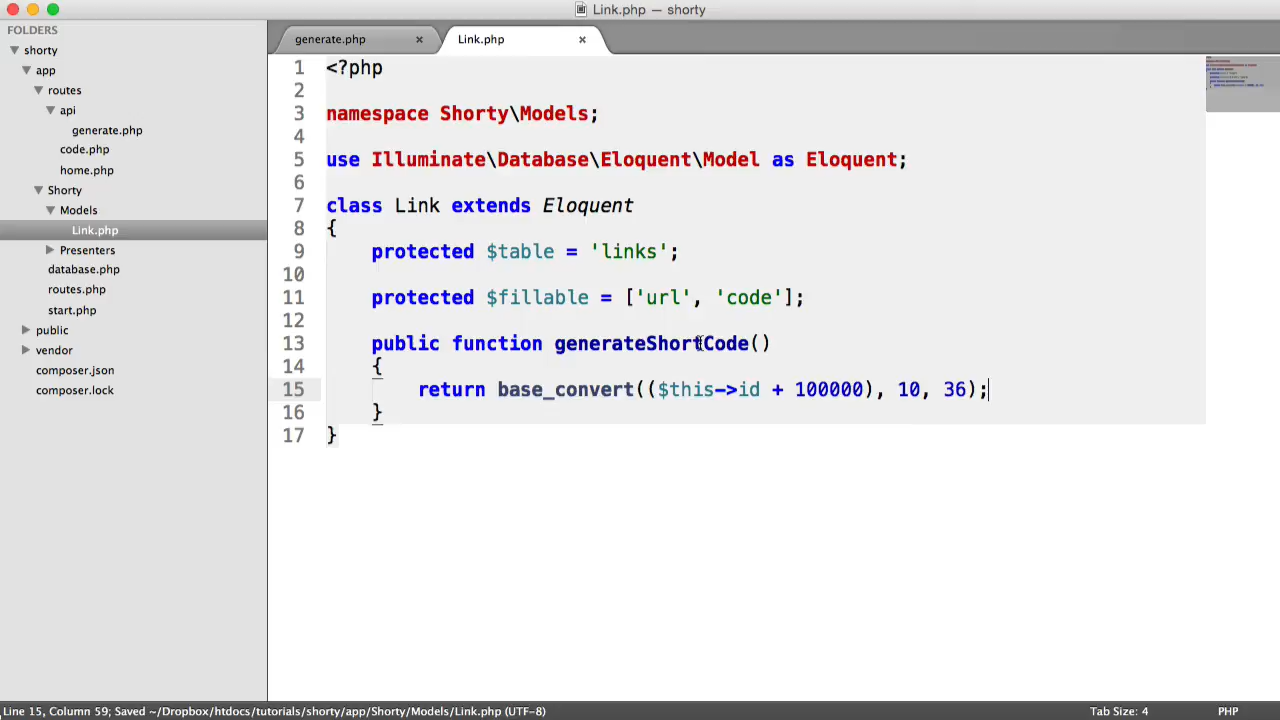 Link.php — shorty
FOLDERS
shorty
app
routes
api
generate.php
code.php
home.php
Shorty
Models
Link.php
Presenters
database.php
routes.php
start.php
public
vendor
composer.json
composer.lock
generate.php × Link.php ×
1 <?php
2
3 namespace Shorty\Models;
4
5 use Illuminate\Database\Eloquent\Model as Eloquent;
6
7 class Link extends Eloquent
8 {
9 protected $table = 'links';
10
11 protected $fillable = ['url', 'code'];
12
13 public function generateShortCode()
14 {
15 return base_convert(($this->id + 100000), 10, 36);
16 }
17 }
Line 15, Column 59; Saved ~/Dropbox/htdocs/tutorials/shorty/app/Shorty/Models/Link.php (UTF-8) Tab Size: 4 PHP